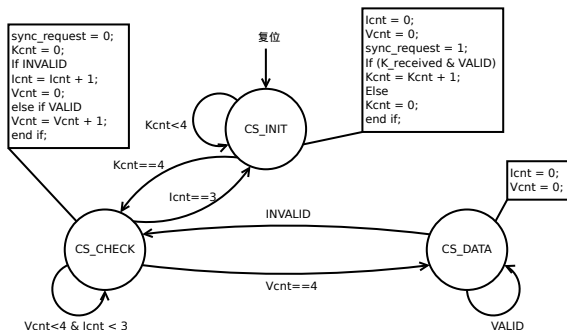 sync_request = 0;
Kcnt = 0;
If INVALID
Icnt = Icnt + 1;
Vcnt = 0;
else if VALID
Vcnt = Vcnt + 1;
end if;
复位
Icnt = 0;
Vcnt = 0;
sync_request = 1;
If (K_received & VALID)
Kcnt = Kcnt + 1;
Else
Kcnt = 0;
end if;
Kcnt<4
CS_INIT
Kcnt==4
Icnt==3
Icnt = 0;
Vcnt = 0;
INVALID
CS_CHECK
CS_DATA
Vcnt==4
Vcnt<4 & Icnt < 3
VALID